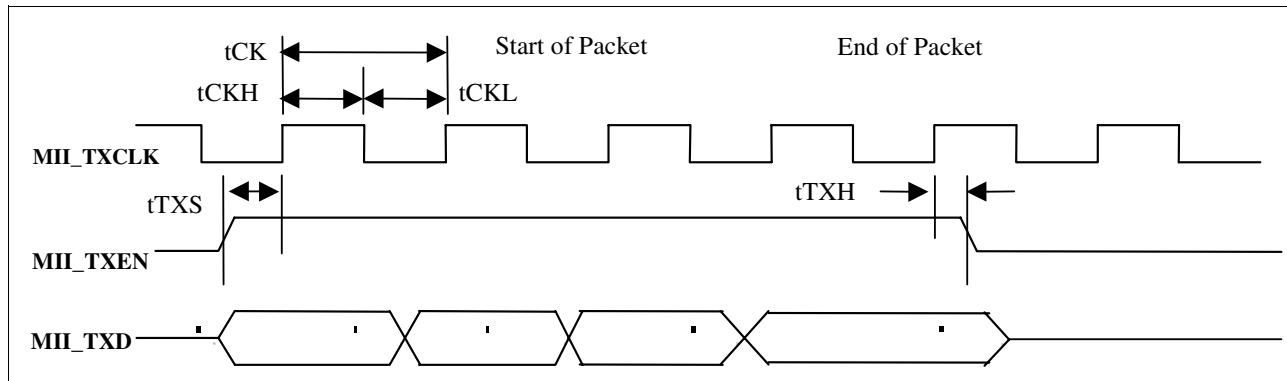 tCK
Start of Packet
End of Packet
tCKH
tCKL
MII_TXCLK
tTXS
tTXH
MII_TXEN
MII_TXD